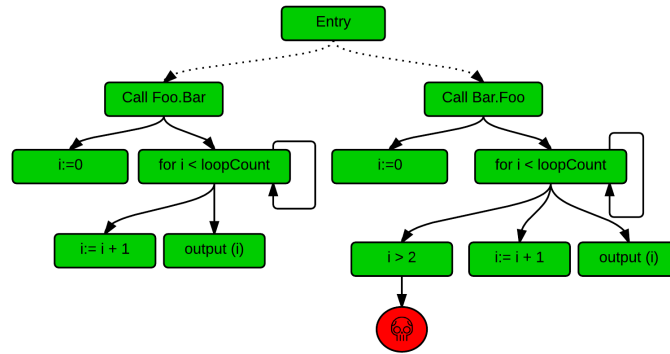 Entry
Call Foo.Bar
Call Bar.Foo
i:=0
for i < loopCount
i:=0
for i < loopCount
i:= i + 1
output (i)
i > 2
i:= i + 1
output (i)